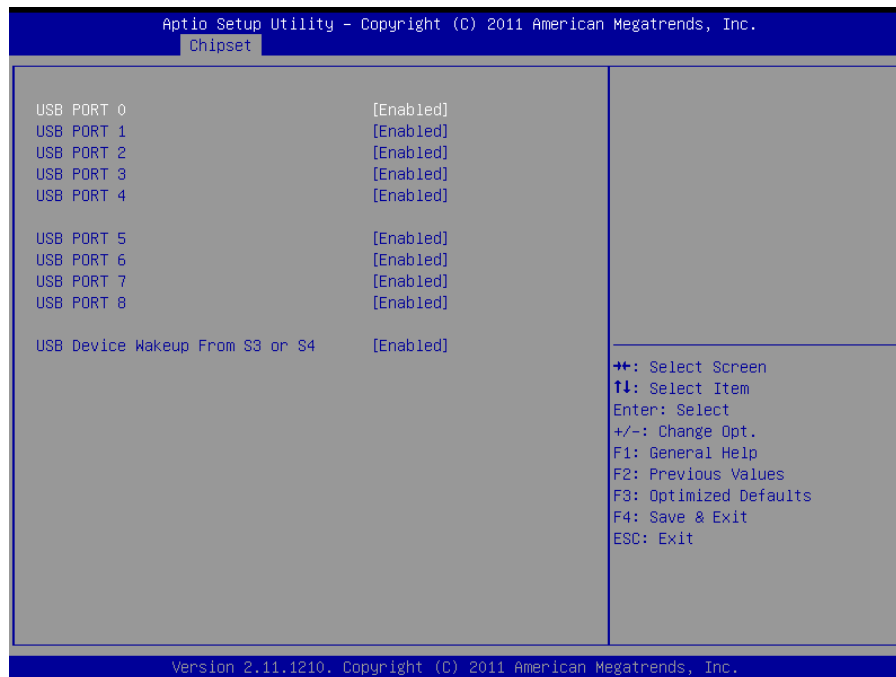 Aptio Setup Utility – Copyright (C) 2011 American Megatrends, Inc.
Chipset
USB PORT 0 [Enabled]
USB PORT 1 [Enabled]
USB PORT 2 [Enabled]
USB PORT 3 [Enabled]
USB PORT 4 [Enabled]
USB PORT 5 [Enabled]
USB PORT 6 [Enabled]
USB PORT 7 [Enabled]
USB PORT 8 [Enabled]
USB Device Wakeup From S3 or S4 [Enabled]
→←: Select Screen
↑↓: Select Item
Enter: Select
+/-: Change Opt.
F1: General Help
F2: Previous Values
F3: Optimized Defaults
F4: Save & Exit
ESC: Exit
Version 2.11.1210. Copyright (C) 2011 American Megatrends, Inc.